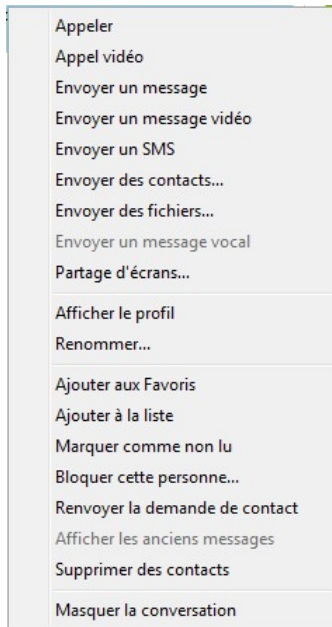 Appeler
Appel vidéo
Envoyer un message
Envoyer un message vidéo
Envoyer un SMS
Envoyer des contacts...
Envoyer des fichiers...
Envoyer un message vocal
Partage d'écrans...
Afficher le profil
Renommer...
Ajouter aux Favoris
Ajouter à la liste
Marquer comme non lu
Bloquer cette personne...
Renvoyer la demande de contact
Afficher les anciens messages
Supprimer des contacts
Masquer la conversation